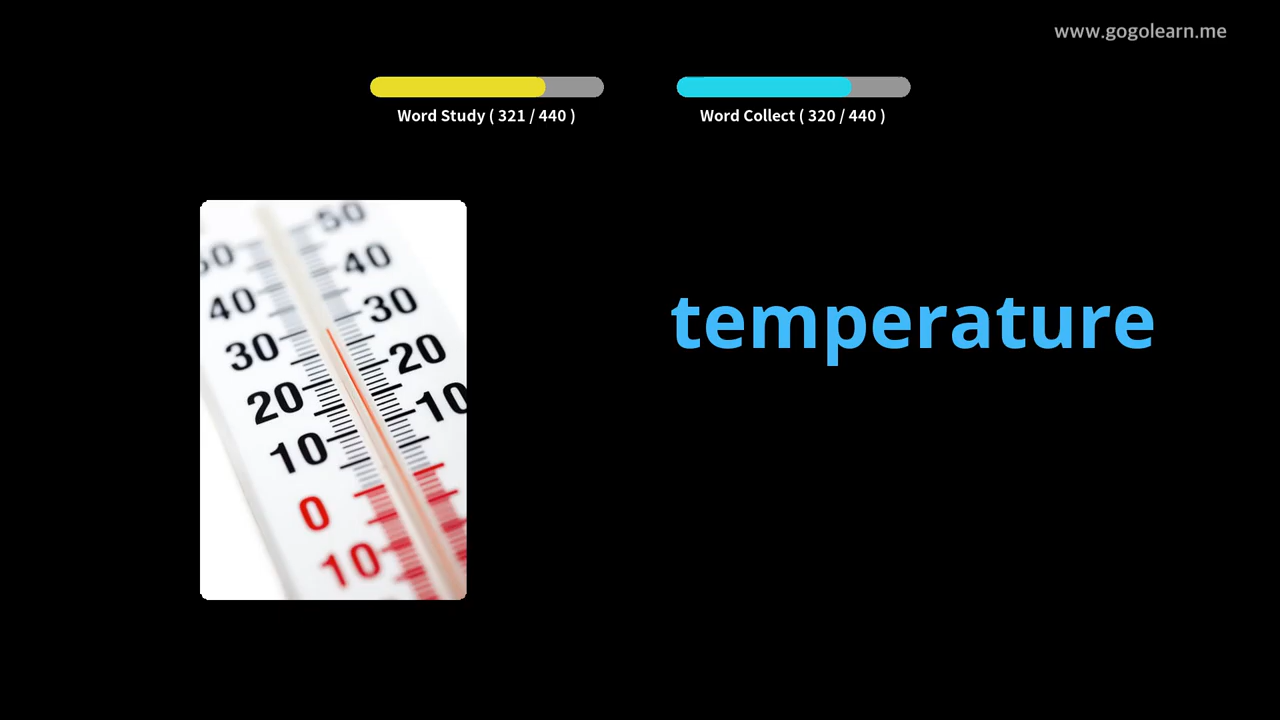 www.gogolearn.me
Word Study ( 321 / 440 )
Word Collect ( 320 / 440 )
temperature
50
40 40
30 30
20 20
10 10
0
10